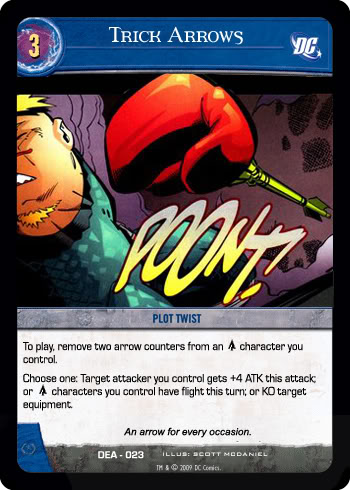 3
TRICK ARROWS
DC
POONT!
PLOT TWIST
To play, remove two arrow counters from an character you
control.
Choose one: Target attacker you control gets +4 ATK this attack;
or characters you control have flight this turn; or KO target
equipment.
An arrow for every occasion.
DEA - 023 ILLUS: SCOTT MCDANIEL
TM & © 2009 DC Comics.